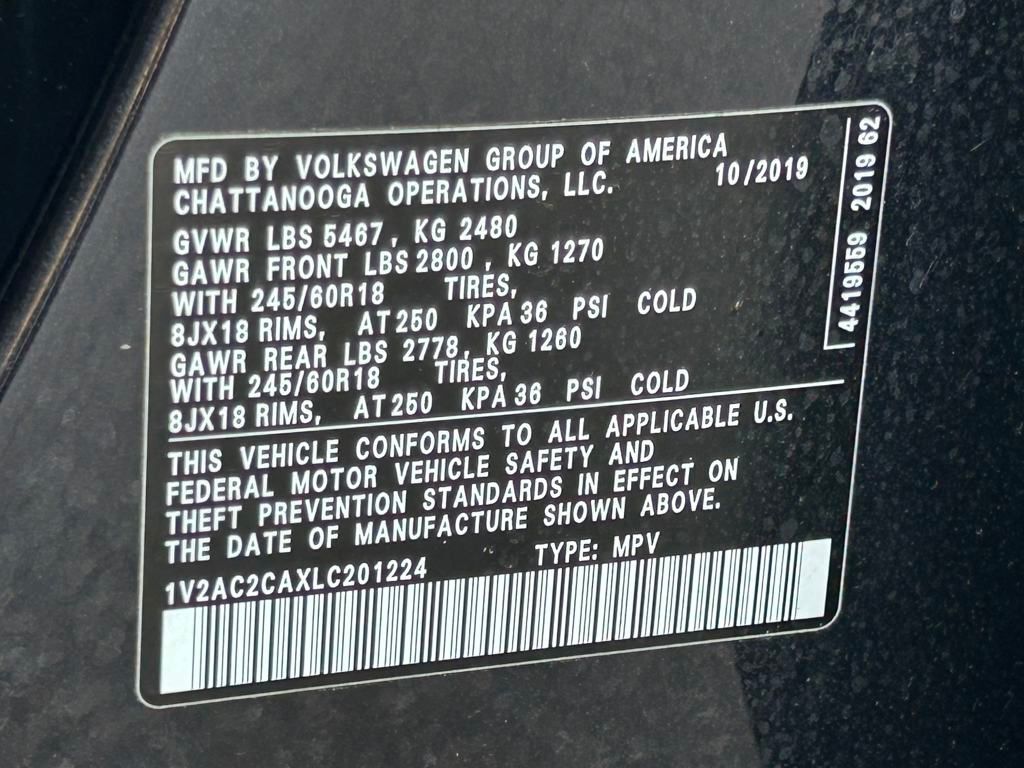 MFD BY VOLKSWAGEN GROUP OF AMERICA
CHATTANOOGA OPERATIONS, LLC. 10/2019
GVWR LBS 5467, KG 2480
GAWR FRONT LBS 2800, KG 1270
WITH 245/60R18 TIRES,
8JX18 RIMS, AT 250 KPA 36 PSI COLD
GAWR REAR LBS 2778, KG 1260
WITH 245/60R18 TIRES,
8JX18 RIMS, AT 250 KPA 36 PSI COLD
THIS VEHICLE CONFORMS TO ALL APPLICABLE U.S.
FEDERAL MOTOR VEHICLE SAFETY AND
THEFT PREVENTION STANDARDS IN EFFECT ON
THE DATE OF MANUFACTURE SHOWN ABOVE.
1V2AC2CAXLC201224 TYPE: MPV
4419559 2019 62